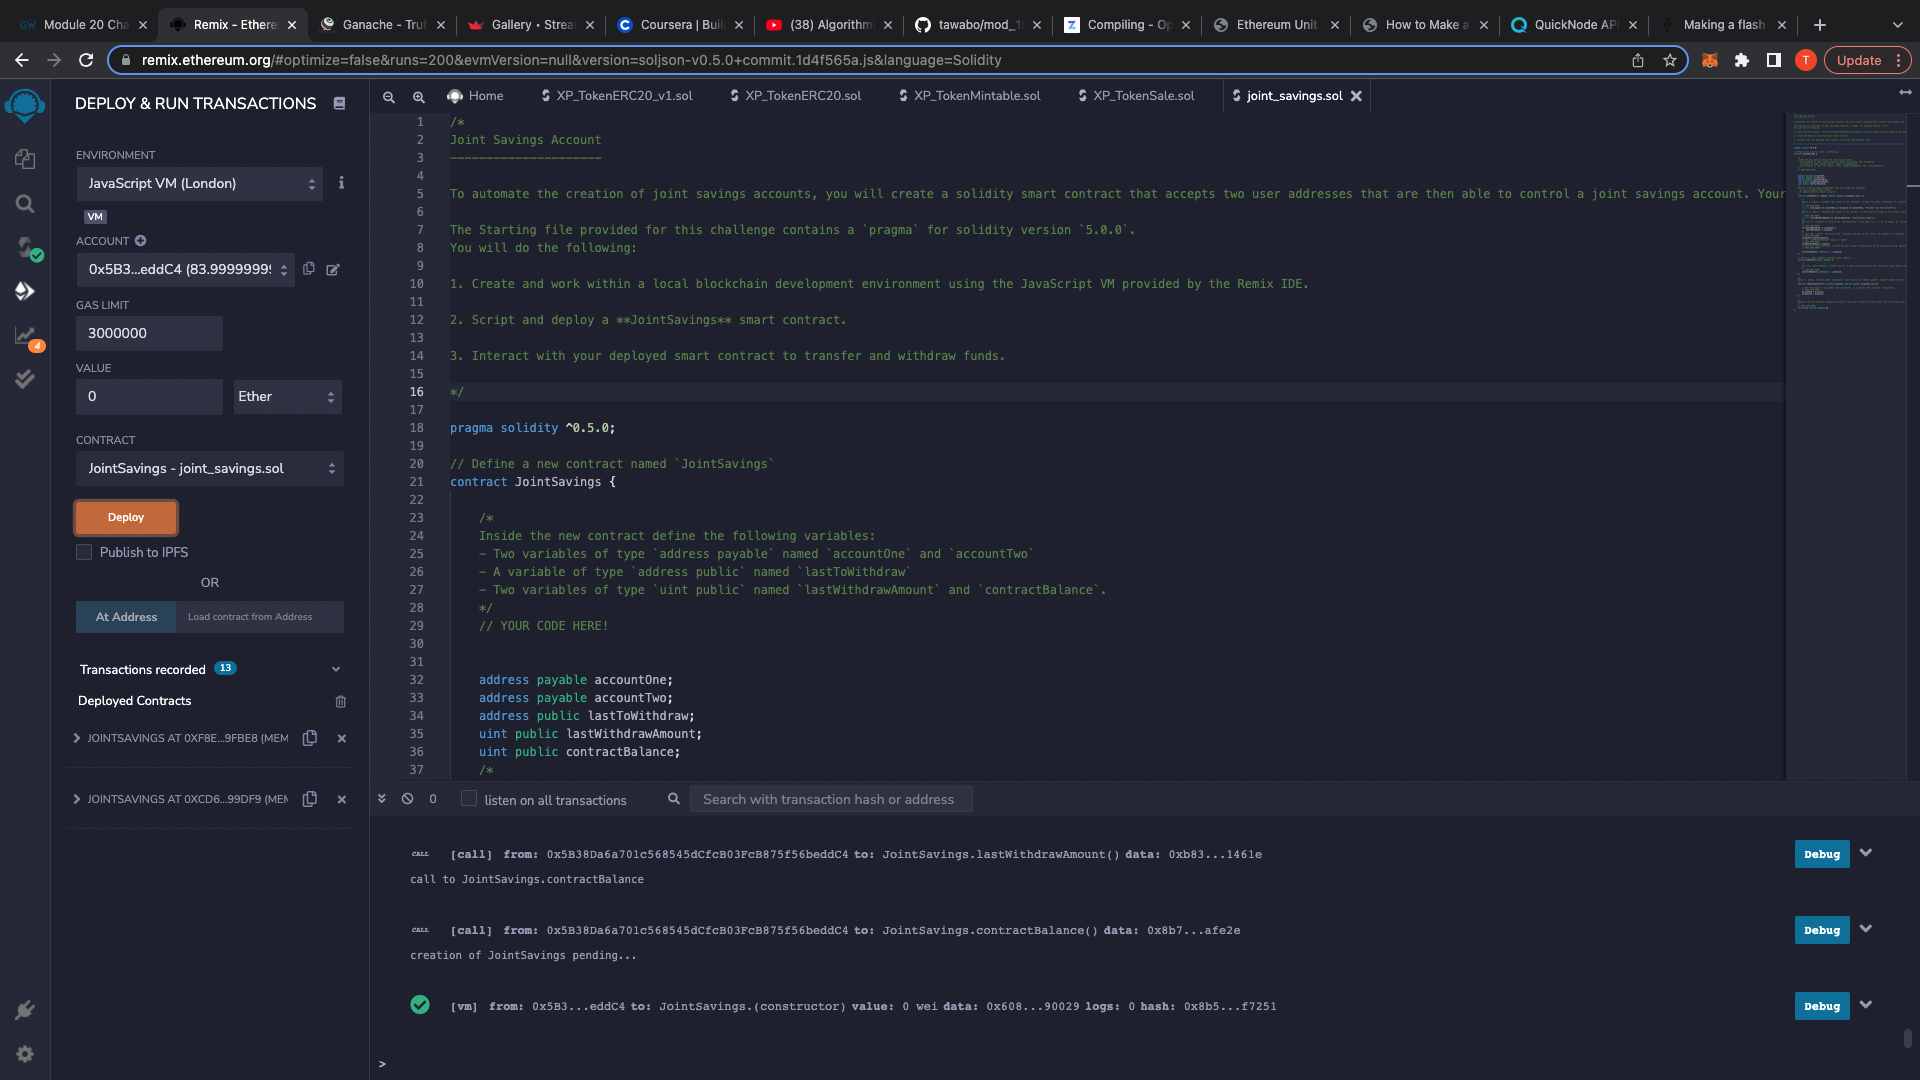 Module 20 Cha
Remix - Ethere
Ganache - Truf
Gallery • Strea
Coursera | Buil
(38) Algorithm
tawabo/mod_1
Compiling - Op
Ethereum Unit
How to Make a
QuickNode API
Making a flash
remix.ethereum.org/#optimize=false&runs=200&evmVersion=null&version=soljson-v0.5.0+commit.1d4f565a.js&language=Solidity
T
Update
DEPLOY & RUN TRANSACTIONS
Home
XP_TokenERC20_v1.sol
XP_TokenERC20.sol
XP_TokenMintable.sol
XP_TokenSale.sol
joint_savings.sol
ENVIRONMENT
JavaScript VM (London)
VM
ACCOUNT
0x5B3...eddC4 (83.9999999
GAS LIMIT
3000000
VALUE
0
Ether
CONTRACT
JointSavings - joint_savings.sol
Deploy
Publish to IPFS
OR
At Address
Load contract from Address
Transactions recorded 13
Deployed Contracts
JOINTSAVINGS AT 0XF8E...9FBE8 (MEM
JOINTSAVINGS AT 0XCD6...99DF9 (MEM
4
1 /*
2 Joint Savings Account
3 ---------------------
4
5 To automate the creation of joint savings accounts, you will create a solidity smart contract that accepts two user addresses that are then able to control a joint savings account. Your
6
7 The Starting file provided for this challenge contains a `pragma` for solidity version `5.0.0`.
8 You will do the following:
9
10 1. Create and work within a local blockchain development environment using the JavaScript VM provided by the Remix IDE.
11
12 2. Script and deploy a **JointSavings** smart contract.
13
14 3. Interact with your deployed smart contract to transfer and withdraw funds.
15
16 */
17
18 pragma solidity ^0.5.0;
19
20 // Define a new contract named `JointSavings`
21 contract JointSavings {
22
23 /*
24 Inside the new contract define the following variables:
25 - Two variables of type `address payable` named `accountOne` and `accountTwo`
26 - A variable of type `address public` named `lastToWithdraw`
27 - Two variables of type `uint public` named `lastWithdrawAmount` and `contractBalance`.
28 */
29 // YOUR CODE HERE!
30
31
32 address payable accountOne;
33 address payable accountTwo;
34 address public lastToWithdraw;
35 uint public lastWithdrawAmount;
36 uint public contractBalance;
37 /*
0
listen on all transactions
Search with transaction hash or address
CALL [call] from: 0x5B38Da6a701c568545dCfcB03FcB875f56beddC4 to: JointSavings.lastWithdrawAmount() data: 0xb83...1461e
Debug
call to JointSavings.contractBalance
CALL [call] from: 0x5B38Da6a701c568545dCfcB03FcB875f56beddC4 to: JointSavings.contractBalance() data: 0x8b7...afe2e
Debug
creation of JointSavings pending...
[vm] from: 0x5B3...eddC4 to: JointSavings.(constructor) value: 0 wei data: 0x608...90029 logs: 0 hash: 0x8b5...f7251
Debug
>